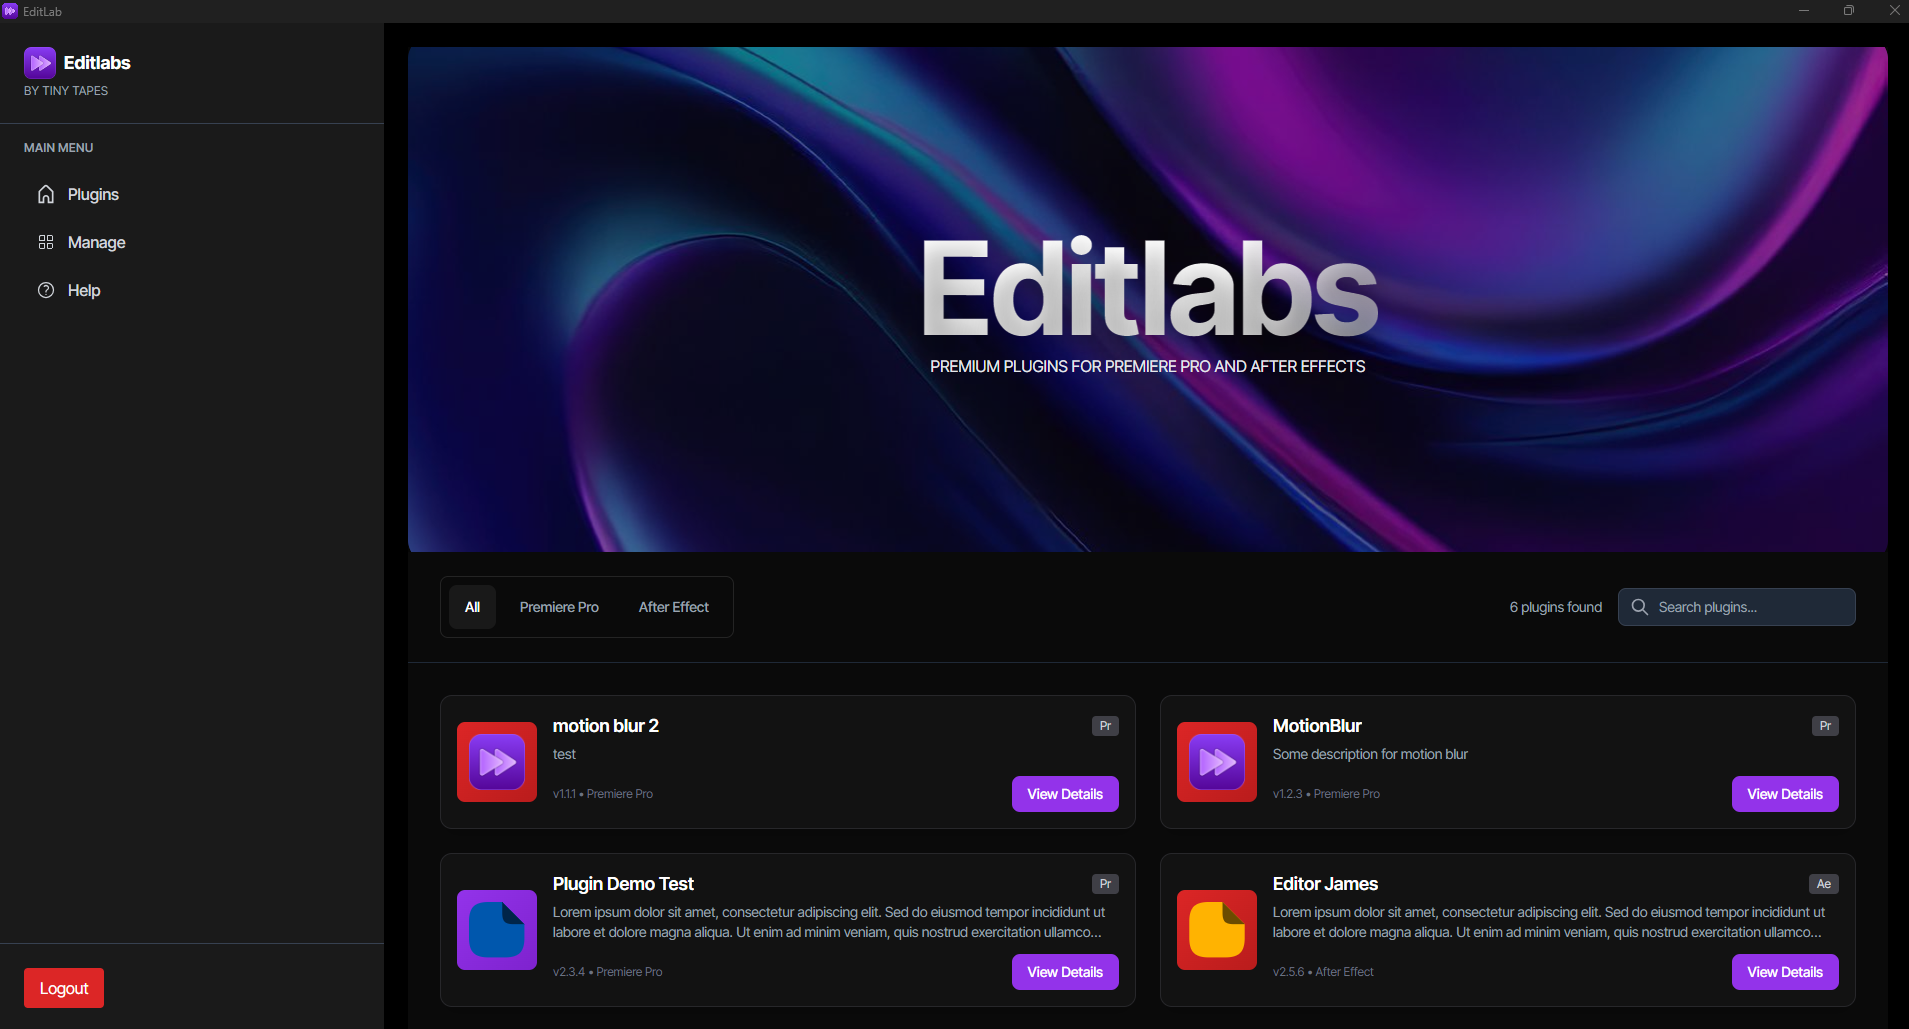 EditLab
Editlabs
BY TINY TAPES
MAIN MENU
Plugins
Manage
Help
Logout
Editlabs
PREMIUM PLUGINS FOR PREMIERE PRO AND AFTER EFFECTS
All
Premiere Pro
After Effect
6 plugins found
Search plugins...
motion blur 2
Pr
test
v1.1.1 • Premiere Pro
View Details
MotionBlur
Pr
Some description for motion blur
v1.2.3 • Premiere Pro
View Details
Plugin Demo Test
Pr
Lorem ipsum dolor sit amet, consectetur adipiscing elit. Sed do eiusmod tempor incididunt ut
labore et dolore magna aliqua. Ut enim ad minim veniam, quis nostrud exercitation ullamco...
v2.3.4 • Premiere Pro
View Details
Editor James
Ae
Lorem ipsum dolor sit amet, consectetur adipiscing elit. Sed do eiusmod tempor incididunt ut
labore et dolore magna aliqua. Ut enim ad minim veniam, quis nostrud exercitation ullamco...
v2.5.6 • After Effect
View Details